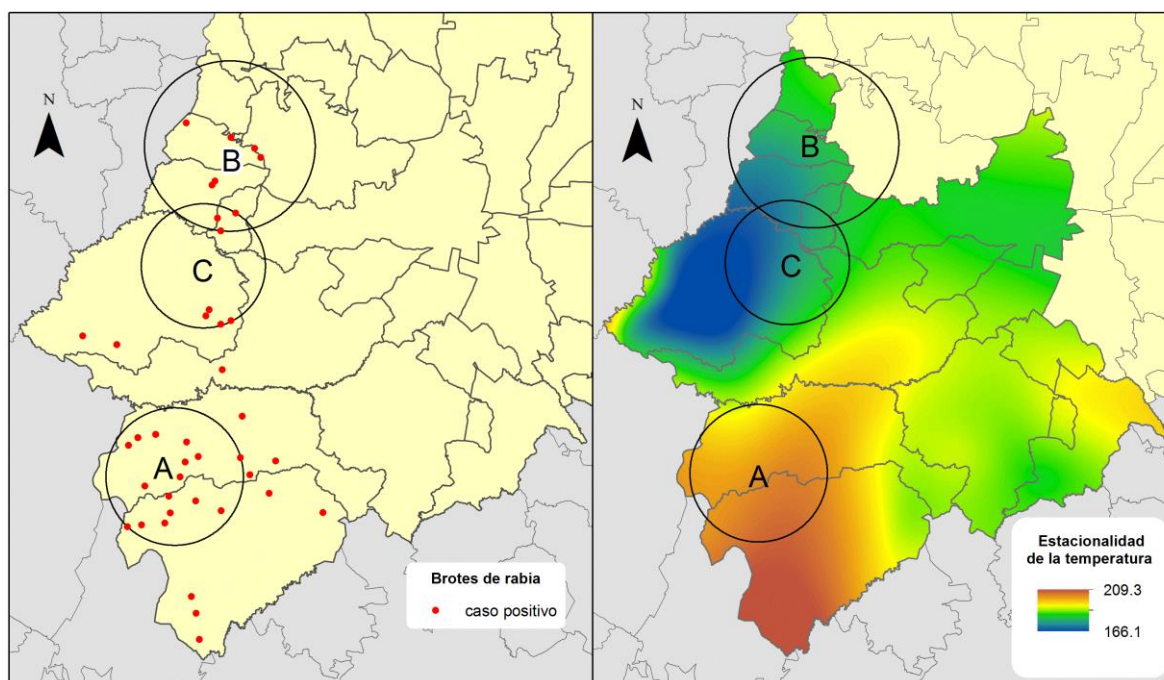 N
B
C
A
Brotes de rabia
caso positivo
N
B
C
A
Estacionalidad
de la temperatura
209.3
166.1